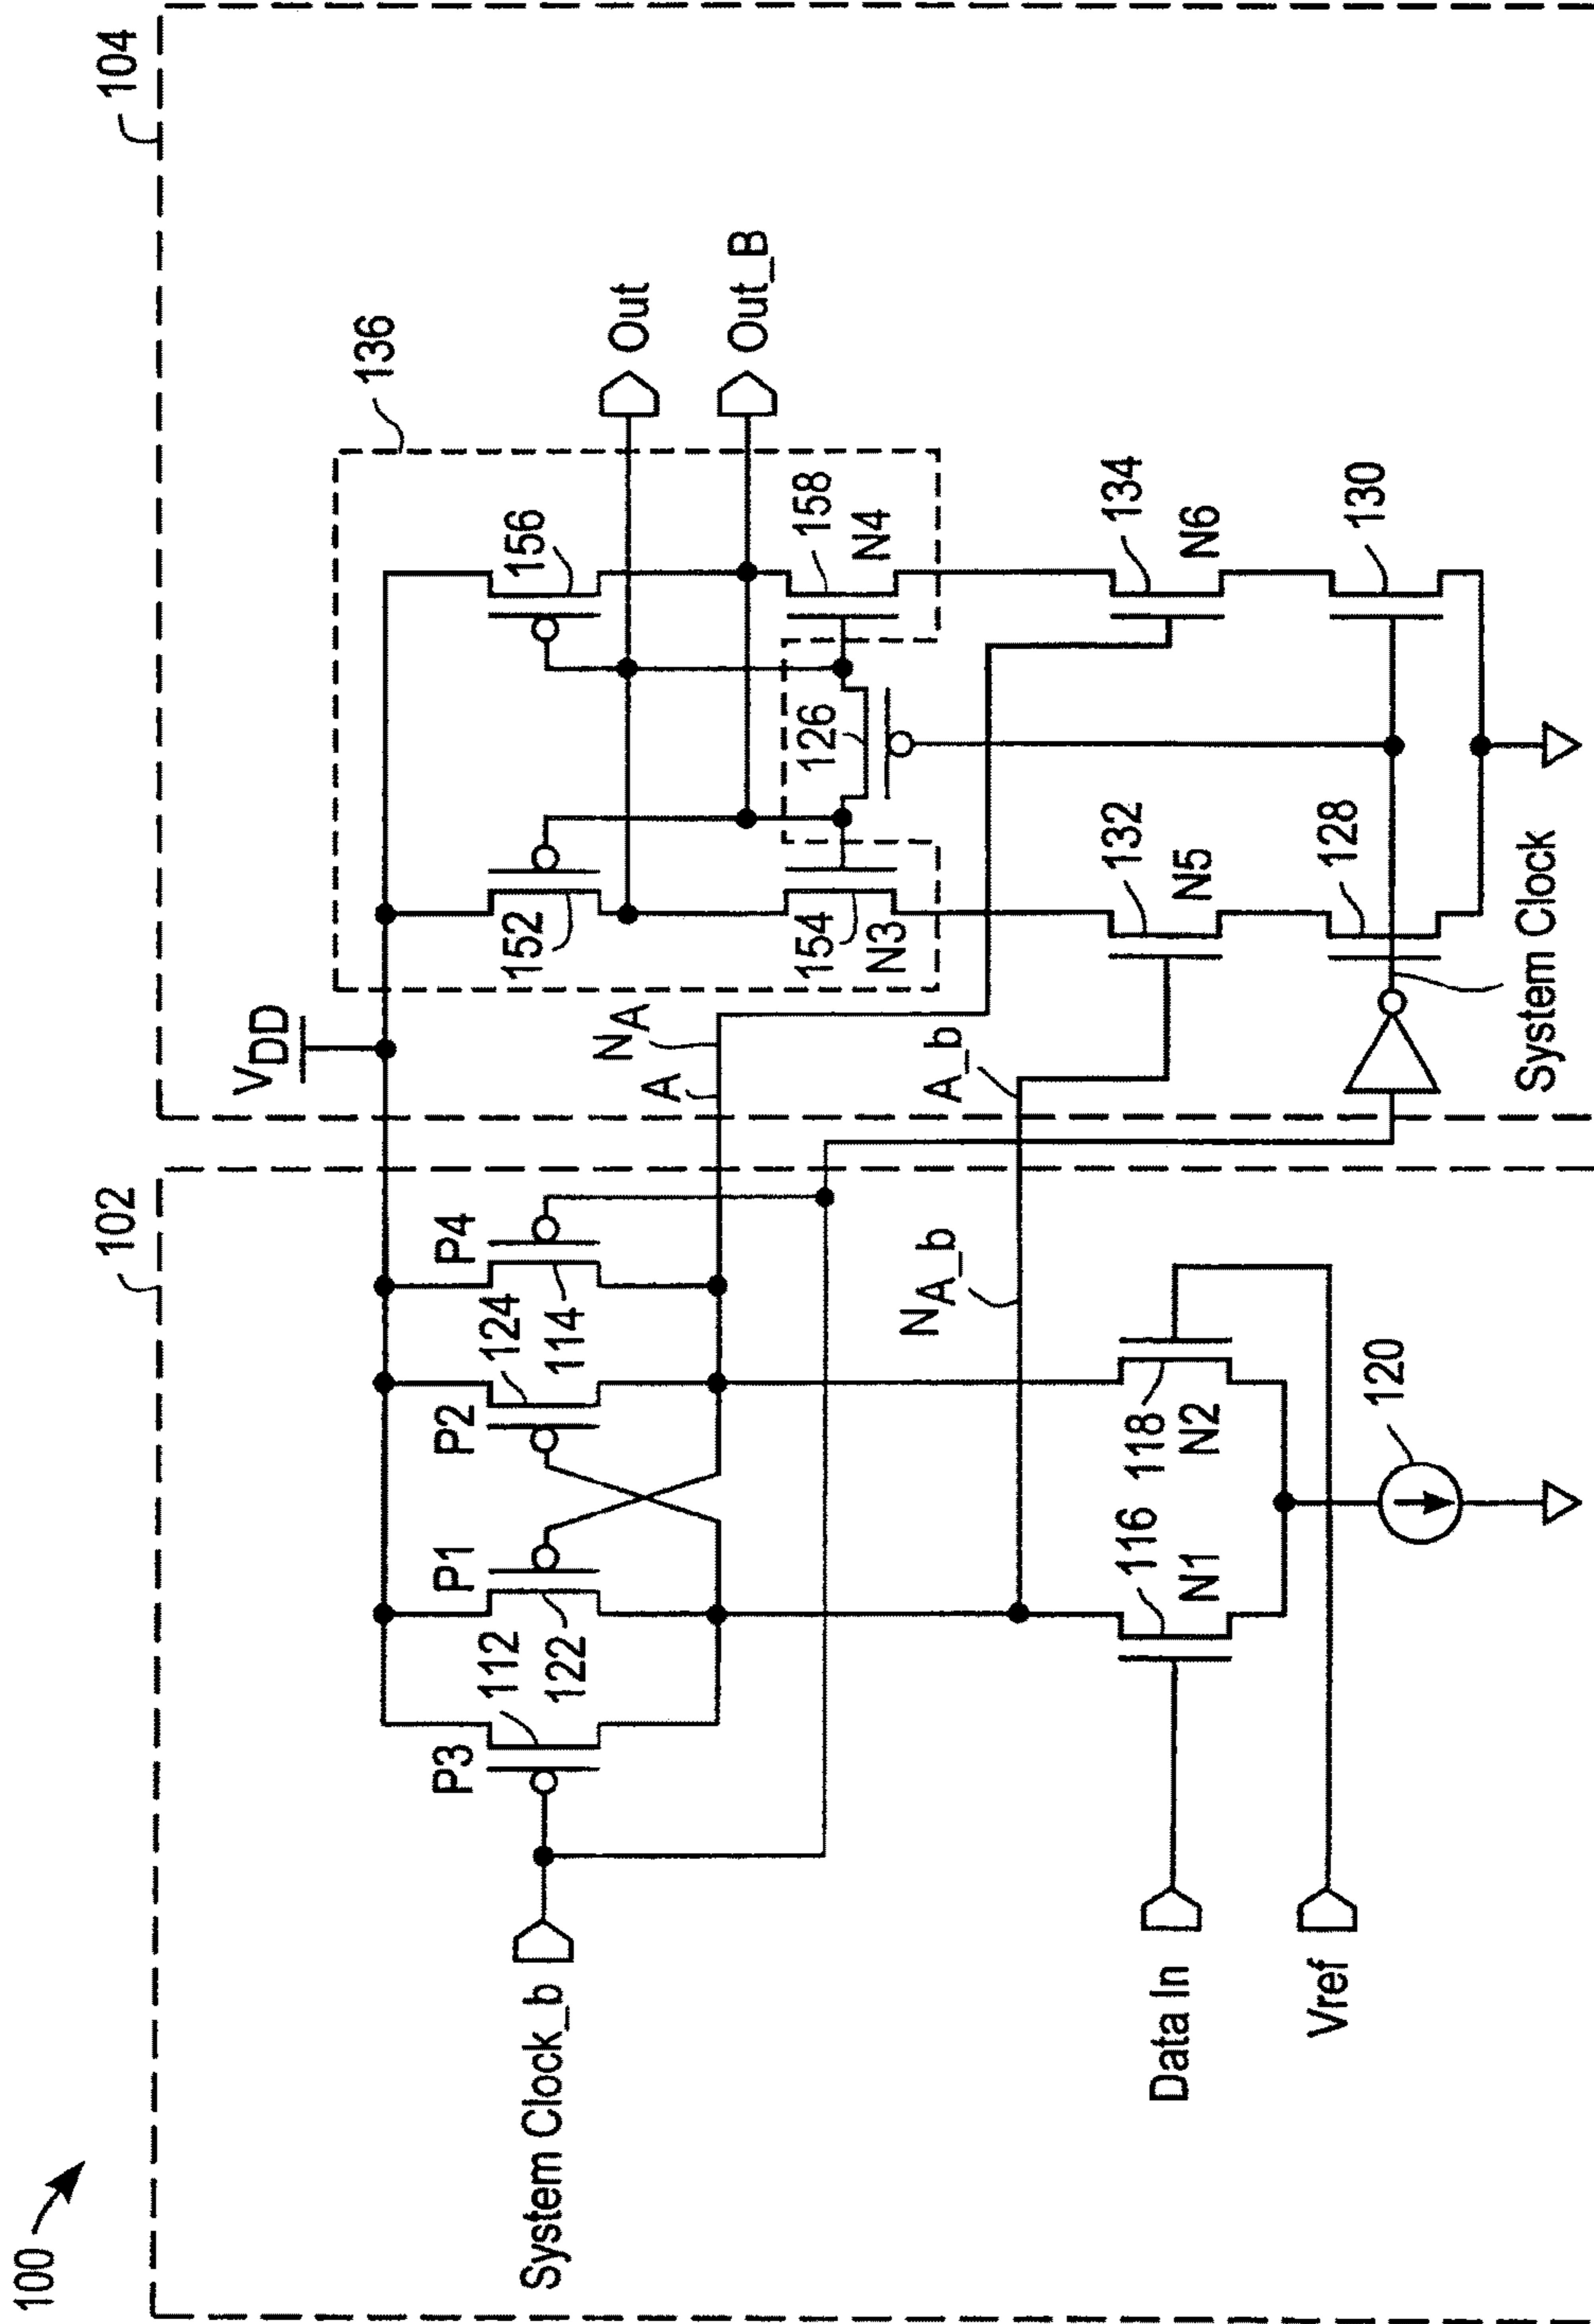 100
102
104
VDD
136
P3
112
P1
122
P2
124
P4
114
152
156
Out
Out_B
System Clock_b
NA
A
154
N3
126
158
N4
NA_b
A_b
Data In
116
N1
118
N2
132
N5
134
N6
Vref
120
128
130
System Clock